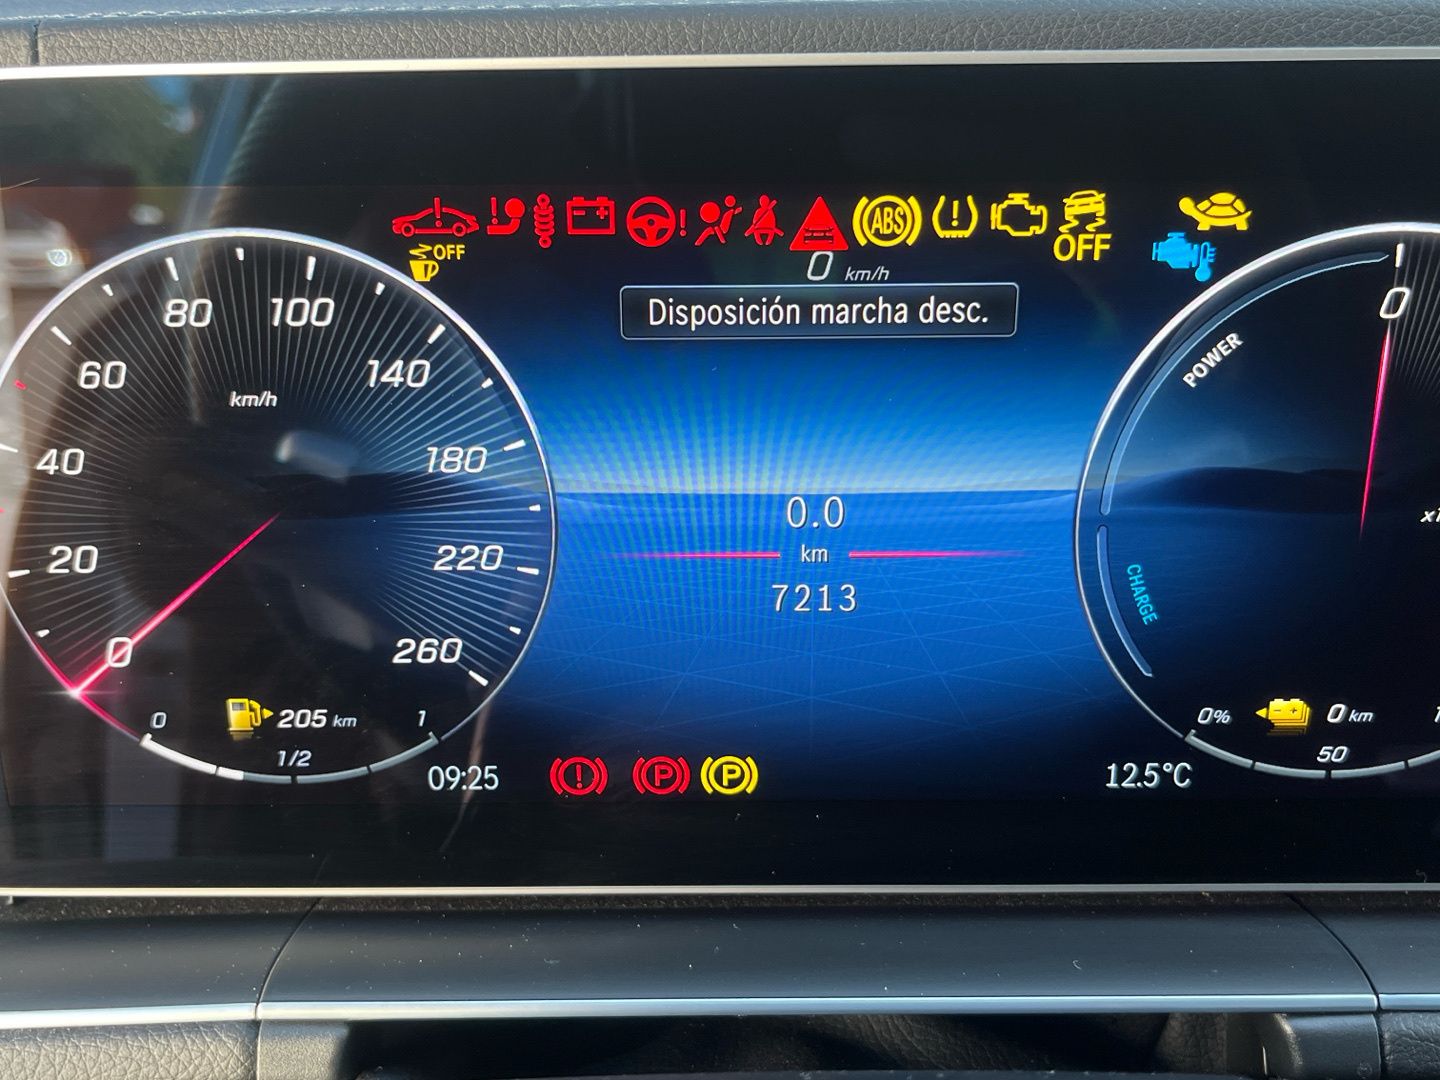 OFF
ABS
OFF
0 km/h
Disposición marcha desc.
0
20
40
60
80
100
140
180
220
260
km/h
0.0
km
7213
POWER
CHARGE
0
0
205 km
1
1/2
0%
0 km
50
09:25
P
P
12.5°C